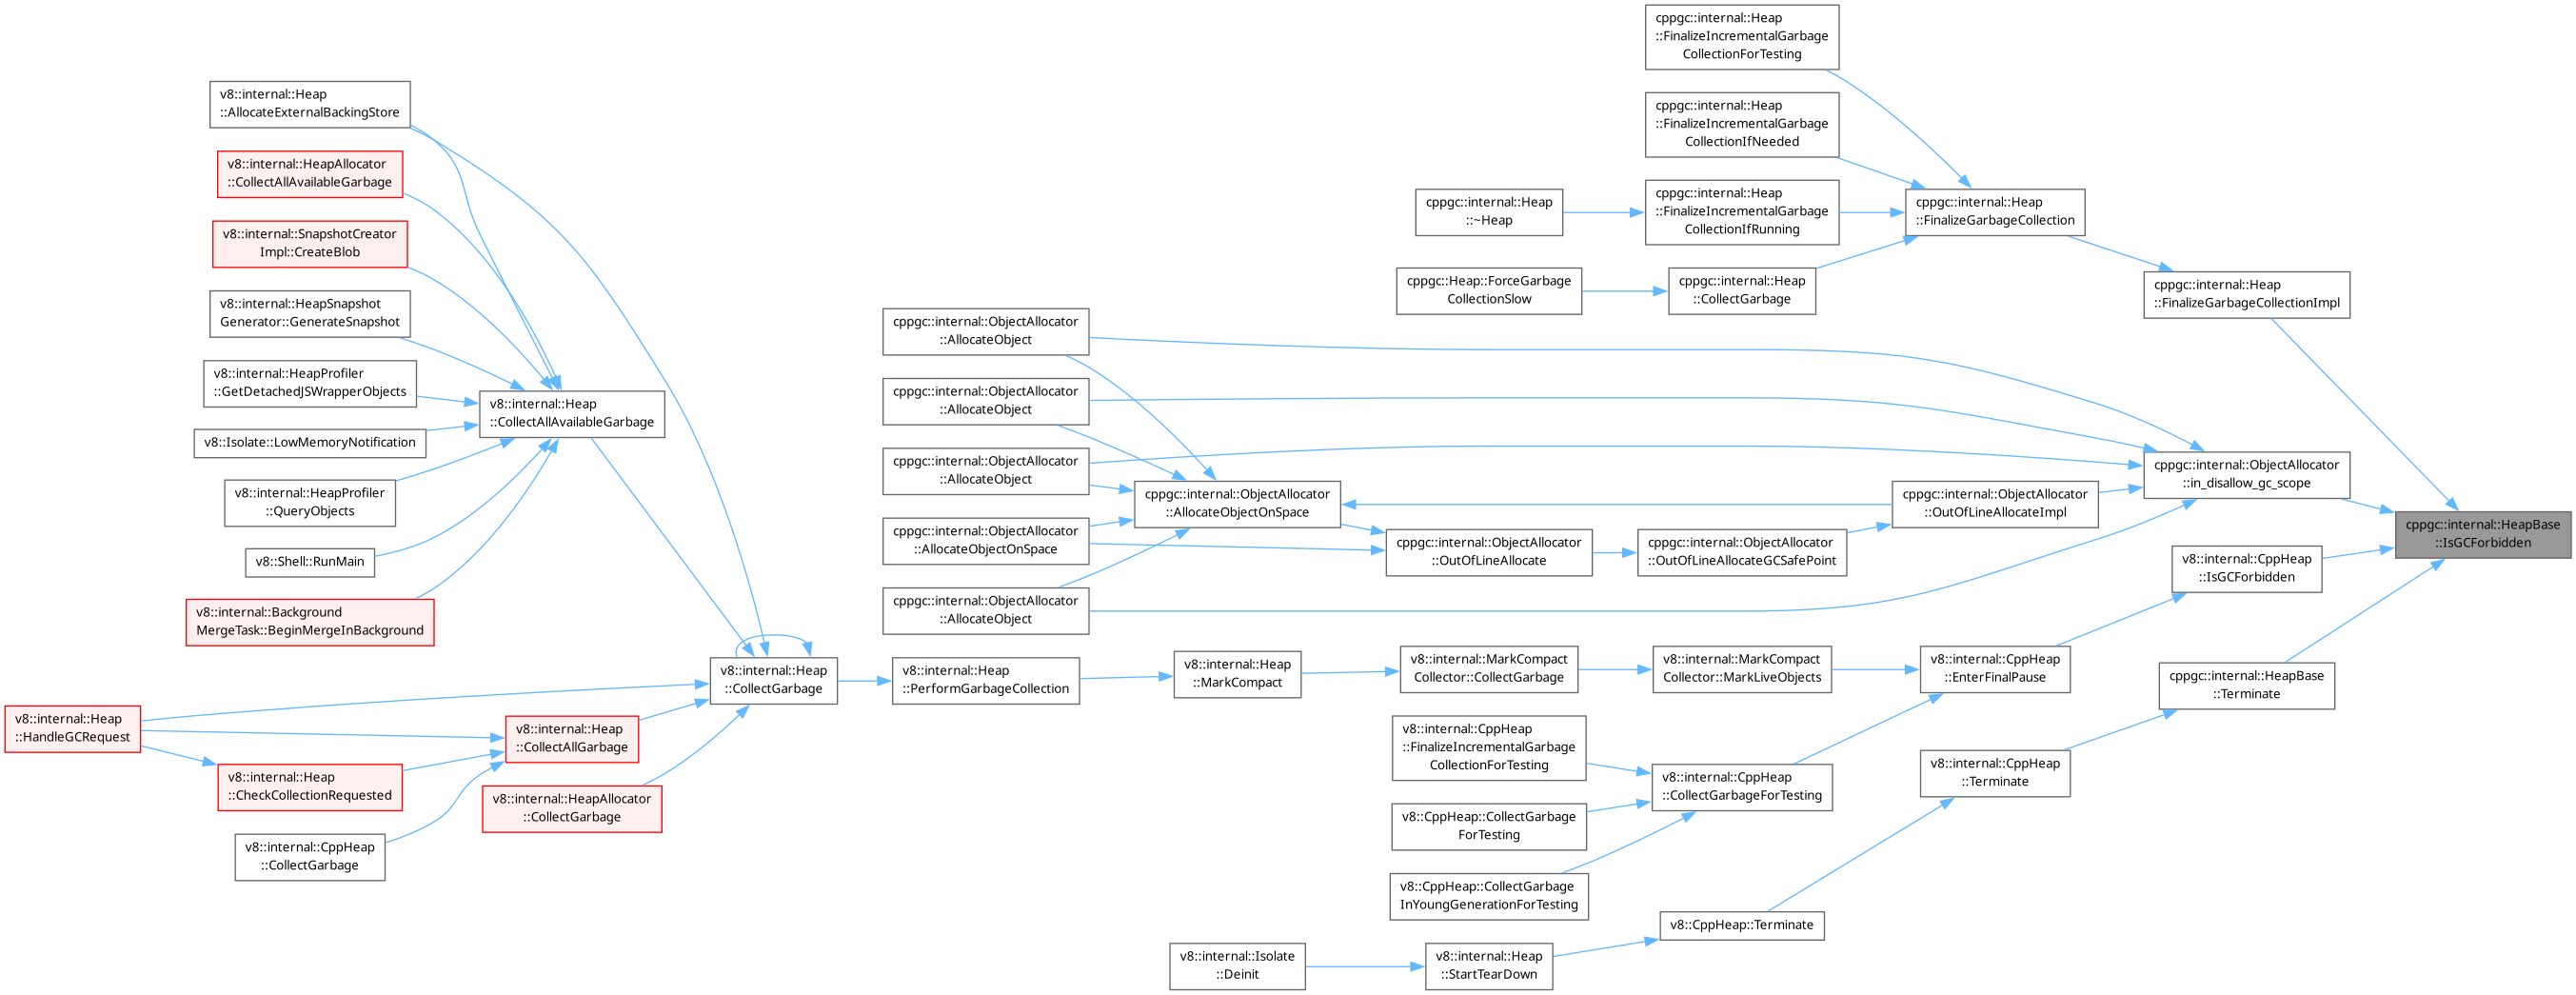 cppgc::internal::Heap
::FinalizeIncrementalGarbage
CollectionForTesting
v8::internal::Heap
::AllocateExternalBackingStore
cppgc::internal::Heap
::FinalizeIncrementalGarbage
CollectionIfNeeded
v8::internal::HeapAllocator
::CollectAllAvailableGarbage
cppgc::internal::Heap
::~Heap
cppgc::internal::Heap
::FinalizeIncrementalGarbage
CollectionIfRunning
cppgc::internal::Heap
::FinalizeGarbageCollection
v8::internal::SnapshotCreator
Impl::CreateBlob
cppgc::Heap::ForceGarbage
CollectionSlow
cppgc::internal::Heap
::CollectGarbage
cppgc::internal::Heap
::FinalizeGarbageCollectionImpl
v8::internal::HeapSnapshot
Generator::GenerateSnapshot
cppgc::internal::ObjectAllocator
::AllocateObject
v8::internal::HeapProfiler
::GetDetachedJSWrapperObjects
cppgc::internal::ObjectAllocator
::AllocateObject
v8::internal::Heap
::CollectAllAvailableGarbage
v8::Isolate::LowMemoryNotification
cppgc::internal::ObjectAllocator
::AllocateObject
cppgc::internal::ObjectAllocator
::in_disallow_gc_scope
v8::internal::HeapProfiler
::QueryObjects
cppgc::internal::ObjectAllocator
::AllocateObjectOnSpace
cppgc::internal::ObjectAllocator
::OutOfLineAllocateImpl
cppgc::internal::HeapBase
::IsGCForbidden
cppgc::internal::ObjectAllocator
::AllocateObjectOnSpace
cppgc::internal::ObjectAllocator
::OutOfLineAllocate
cppgc::internal::ObjectAllocator
::OutOfLineAllocateGCSafePoint
v8::internal::CppHeap
::IsGCForbidden
v8::Shell::RunMain
v8::internal::Background
MergeTask::BeginMergeInBackground
cppgc::internal::ObjectAllocator
::AllocateObject
v8::internal::Heap
::CollectGarbage
v8::internal::Heap
::PerformGarbageCollection
v8::internal::Heap
::MarkCompact
v8::internal::MarkCompact
Collector::CollectGarbage
v8::internal::MarkCompact
Collector::MarkLiveObjects
v8::internal::CppHeap
::EnterFinalPause
cppgc::internal::HeapBase
::Terminate
v8::internal::Heap
::HandleGCRequest
v8::internal::Heap
::CollectAllGarbage
v8::internal::CppHeap
::FinalizeIncrementalGarbage
CollectionForTesting
v8::internal::CppHeap
::Terminate
v8::internal::Heap
::CheckCollectionRequested
v8::internal::CppHeap
::CollectGarbageForTesting
v8::internal::HeapAllocator
::CollectGarbage
v8::CppHeap::CollectGarbage
ForTesting
v8::internal::CppHeap
::CollectGarbage
v8::CppHeap::CollectGarbage
InYoungGenerationForTesting
v8::CppHeap::Terminate
v8::internal::Isolate
::Deinit
v8::internal::Heap
::StartTearDown